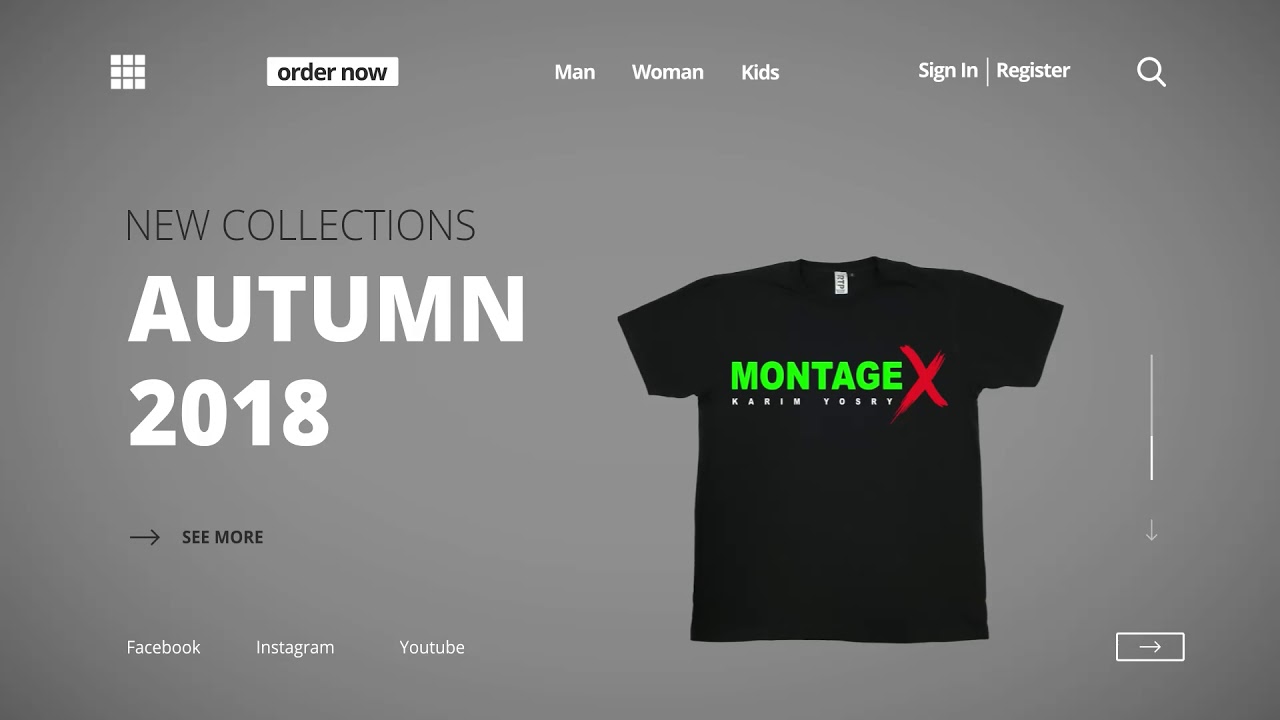 order now
Man Woman Kids
Sign In | Register
NEW COLLECTIONS
AUTUMN
2018
SEE MORE
RTP
MONTAGE X
KARIM YOSRY
Facebook Instagram Youtube